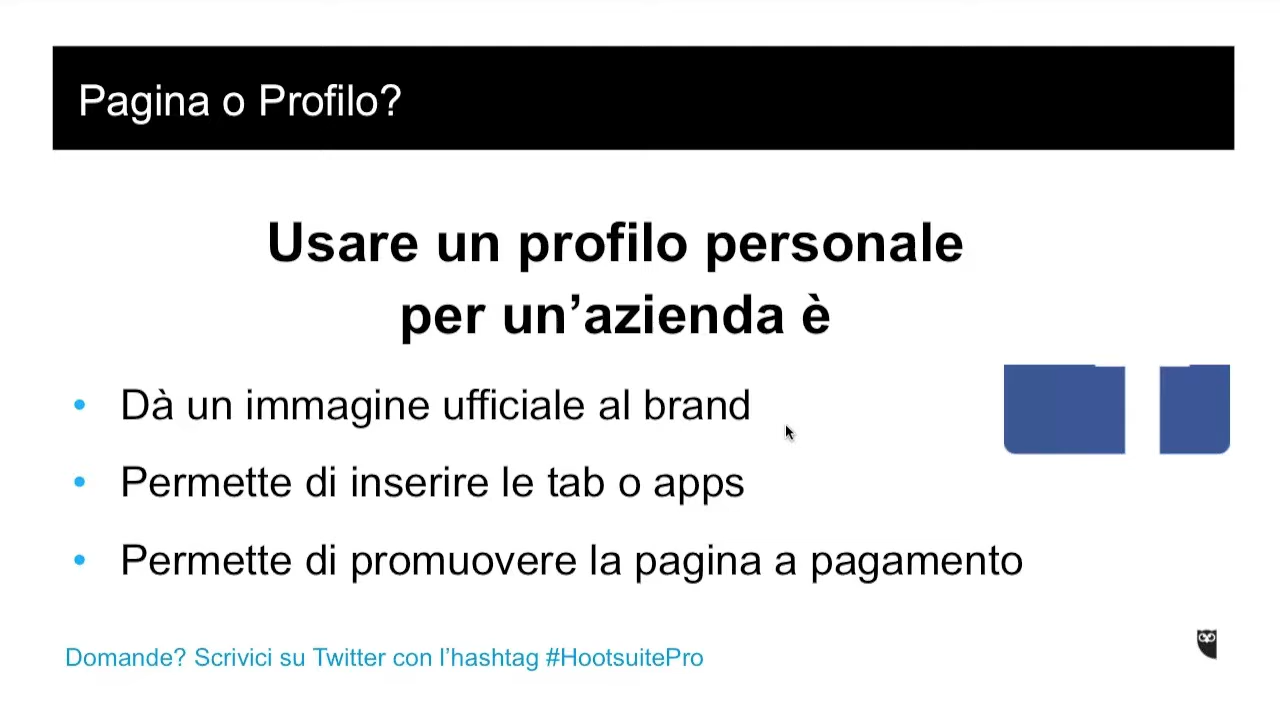 Pagina o Profilo?
Usare un profilo personale
per un’azienda è
• Dà un immagine ufficiale al brand
• Permette di inserire le tab o apps
• Permette di promuovere la pagina a pagamento
Domande? Scrivici su Twitter con l’hashtag #HootsuitePro